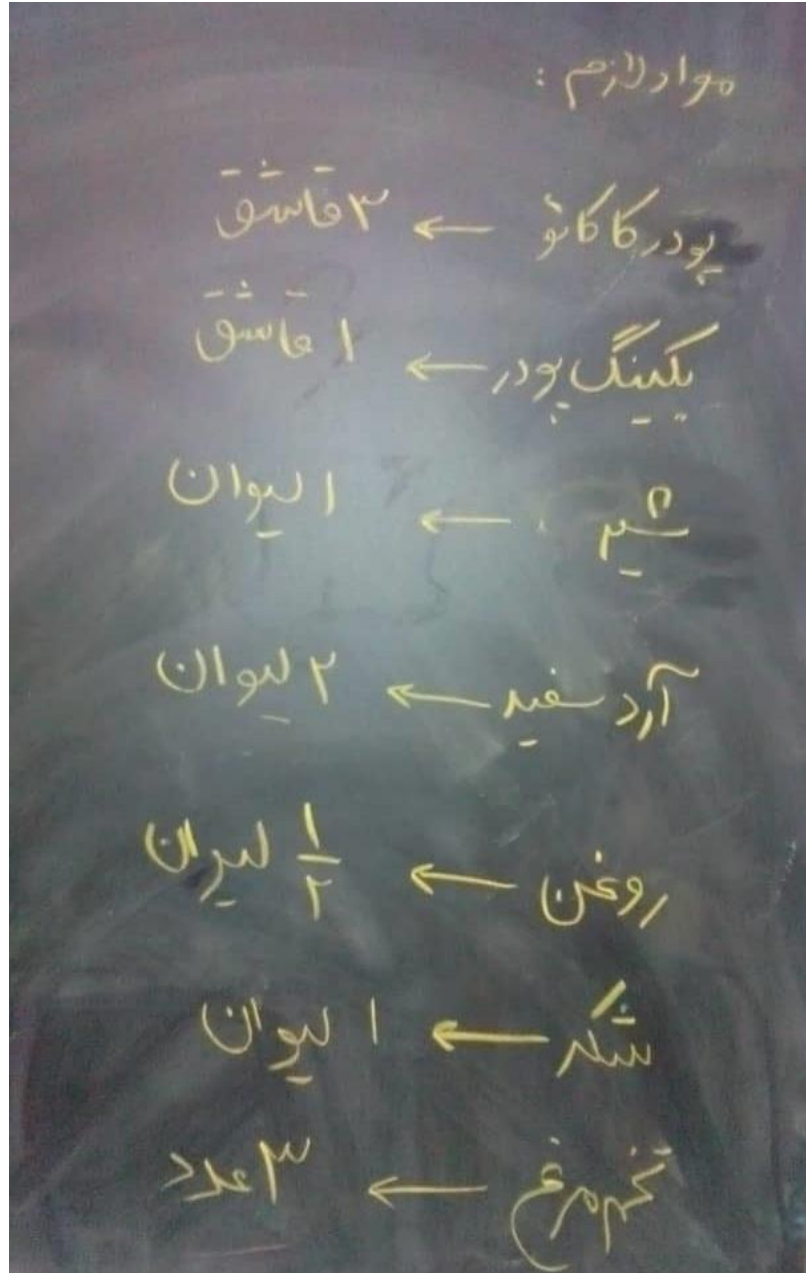 مواد لازم :
پودر کاکائو ← ۳ قاشق
بکینگ پودر ← ۱ قاشق
شیر ← ۱ لیوان
آرد سفید ← ۲ لیوان
روغن ← ۱/۲ لیوان
شکر ← ۱ لیوان
تخم مرغ ← ۳ عدد